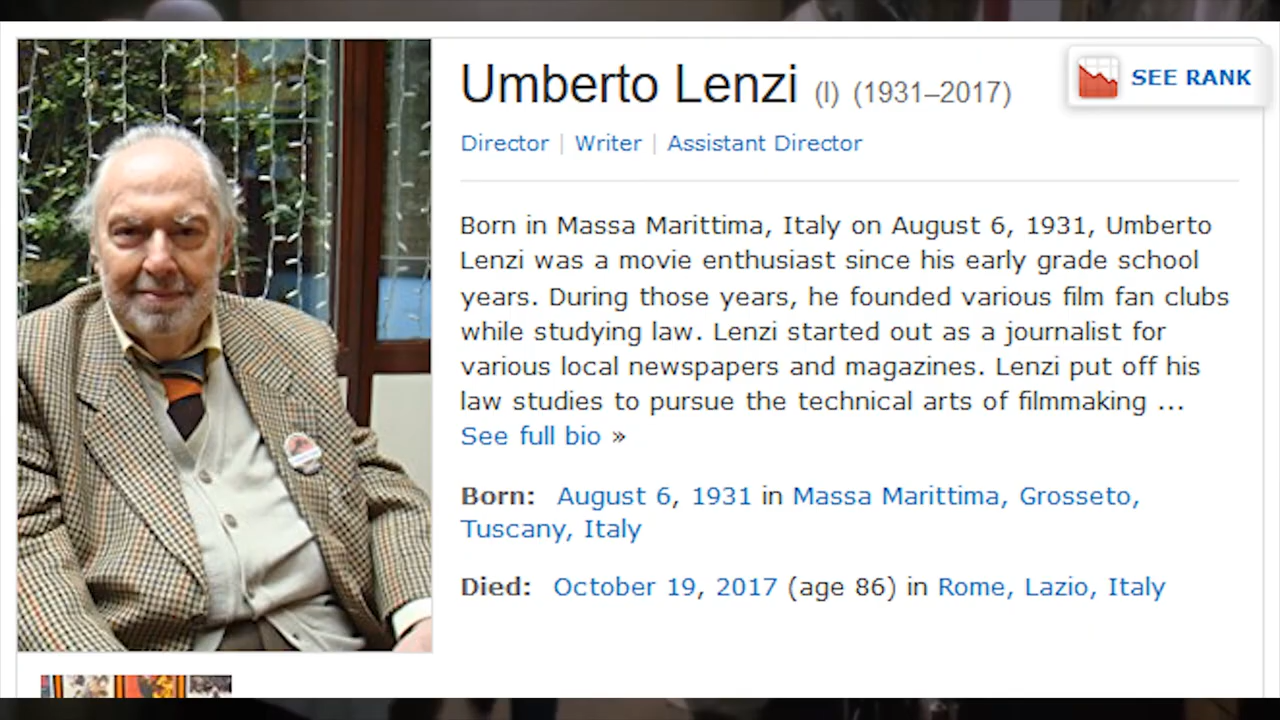 Umberto Lenzi (I) (1931–2017)
SEE RANK
Director | Writer | Assistant Director
Born in Massa Marittima, Italy on August 6, 1931, Umberto
Lenzi was a movie enthusiast since his early grade school
years. During those years, he founded various film fan clubs
while studying law. Lenzi started out as a journalist for
various local newspapers and magazines. Lenzi put off his
law studies to pursue the technical arts of filmmaking ...
See full bio »
Born: August 6, 1931 in Massa Marittima, Grosseto,
Tuscany, Italy
Died: October 19, 2017 (age 86) in Rome, Lazio, Italy